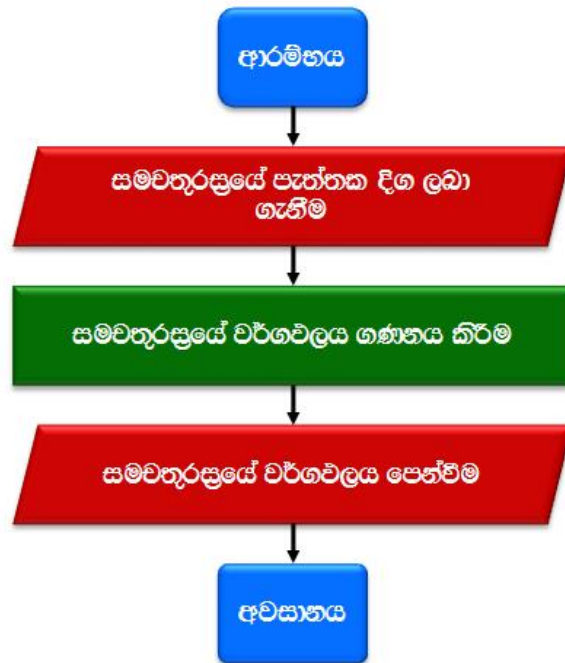 ආරම්භය
සමචතුරස්‍රයේ පැත්තක දිග ලබා
ගැනීම
සමචතුරස්‍රයේ වර්ගඵලය ගණනය කිරීම
සමචතුරස්‍රයේ වර්ගඵලය පෙන්වීම
අවසානය